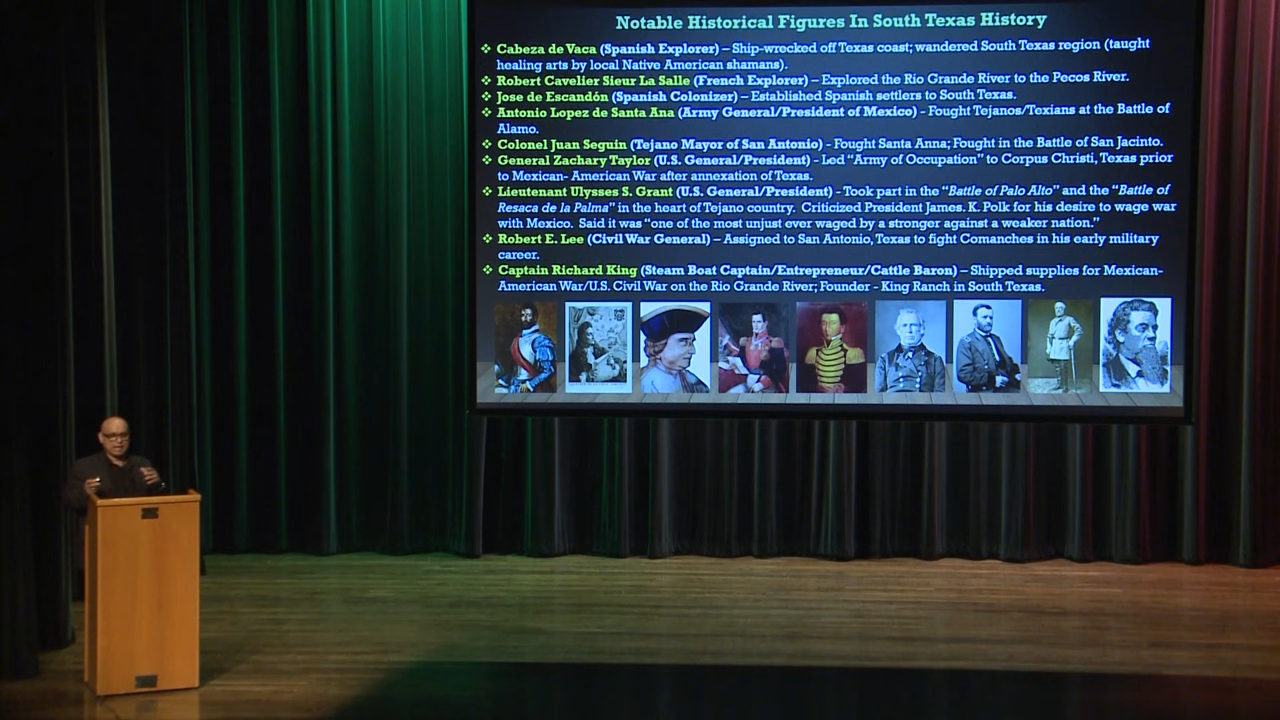 Notable Historical Figures In South Texas History
❖ Cabeza de Vaca (Spanish Explorer) – Ship-wrecked off Texas coast; wandered South Texas region (taught
healing arts by local Native American shamans).
❖ Robert Cavelier Sieur La Salle (French Explorer) – Explored the Rio Grande River to the Pecos River.
❖ Jose de Escandón (Spanish Colonizer) – Established Spanish settlers to South Texas.
❖ Antonio Lopez de Santa Ana (Army General/President of Mexico) - Fought Tejanos/Texians at the Battle of
Alamo.
❖ Colonel Juan Seguin (Tejano Mayor of San Antonio) - Fought Santa Anna; Fought in the Battle of San Jacinto.
❖ General Zachary Taylor (U.S. General/President) - Led "Army of Occupation" to Corpus Christi, Texas prior
to Mexican- American War after annexation of Texas.
❖ Lieutenant Ulysses S. Grant (U.S. General/President) - Took part in the "Battle of Palo Alto" and the "Battle of
Resaca de la Palma" in the heart of Tejano country. Criticized President James. K. Polk for his desire to wage war
with Mexico. Said it was "one of the most unjust ever waged by a stronger against a weaker nation."
❖ Robert E. Lee (Civil War General) – Assigned to San Antonio, Texas to fight Comanches in his early military
career.
❖ Captain Richard King (Steam Boat Captain/Entrepreneur/Cattle Baron) – Shipped supplies for Mexican-
American War/U.S. Civil War on the Rio Grande River; Founder - King Ranch in South Texas.